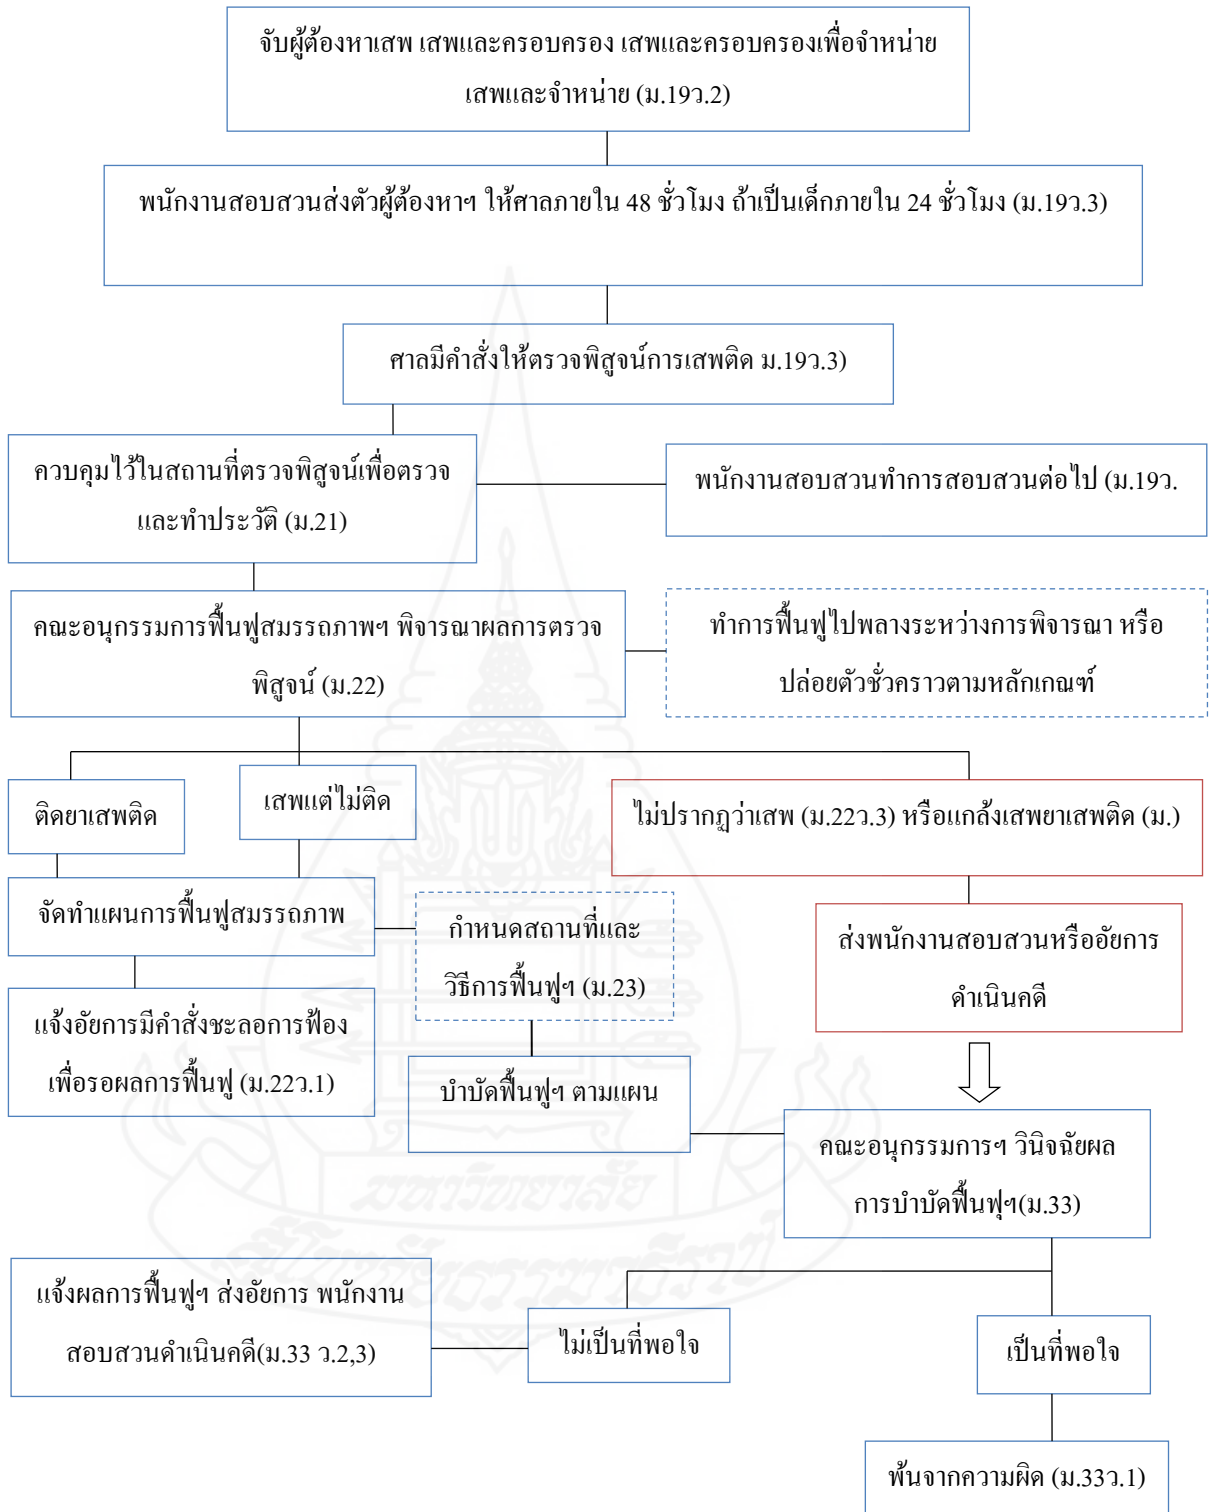 จับผู้ต้องหาเสพ เสพและครอบครอง เสพและครอบครองเพื่อจำหน่าย
เสพและจำหน่าย (ม.19ว.2)
พนักงานสอบสวนส่งตัวผู้ต้องหาฯ ให้ศาลภายใน 48 ชั่วโมง ถ้าเป็นเด็กภายใน 24 ชั่วโมง (ม.19ว.3)
ศาลมีคำสั่งให้ตรวจพิสูจน์การเสพติด ม.19ว.3)
ควบคุมไว้ในสถานที่ตรวจพิสูจน์เพื่อตรวจ
และทำประวัติ (ม.21)
พนักงานสอบสวนทำการสอบสวนต่อไป (ม.19ว.
คณะอนุกรรมการฟื้นฟูสมรรถภาพฯ พิจารณาผลการตรวจ
พิสูจน์ (ม.22)
ทำการฟื้นฟูไปพลางระหว่างการพิจารณา หรือ
ปล่อยตัวชั่วคราวตามหลักเกณฑ์
ติดยาเสพติด
เสพแต่ไม่ติด
ไม่ปรากฏว่าเสพ (ม.22ว.3) หรือแกล้งเสพยาเสพติด (ม.)
จัดทำแผนการฟื้นฟูสมรรถภาพ
กำหนดสถานที่และ
วิธีการฟื้นฟูฯ (ม.23)
ส่งพนักงานสอบสวนหรืออัยการ
ดำเนินคดี
แจ้งอัยการมีคำสั่งชะลอการฟ้อง
เพื่อรอผลการฟื้นฟู (ม.22ว.1)
บำบัดฟื้นฟูฯ ตามแผน
คณะอนุกรรมการฯ วินิจฉัยผล
การบำบัดฟื้นฟุฯ(ม.33)
มหาวิทยาลัย
สุโขทัยธรรมาธิราช
แจ้งผลการฟื้นฟูฯ ส่งอัยการ พนักงาน
สอบสวนดำเนินคดี(ม.33 ว.2,3)
ไม่เป็นที่พอใจ
เป็นที่พอใจ
พ้นจากความผิด (ม.33ว.1)